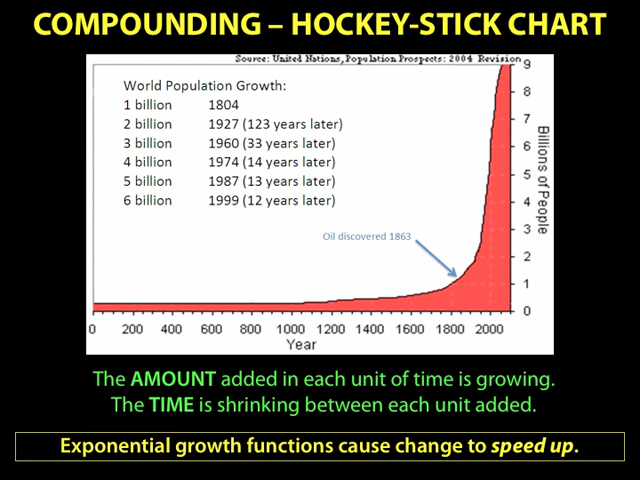 COMPOUNDING – HOCKEY-STICK CHART
Source: United Nations, Population Prospects: 2004 Revision
World Population Growth:
1 billion 1804
2 billion 1927 (123 years later)
3 billion 1960 (33 years later)
4 billion 1974 (14 years later)
5 billion 1987 (13 years later)
6 billion 1999 (12 years later)
Oil discovered 1863
9
8
7
6
5
4
3
2
1
0
Billions of People
0 200 400 600 800 1000 1200 1400 1600 1800 2000
Year
The AMOUNT added in each unit of time is growing.
The TIME is shrinking between each unit added.
Exponential growth functions cause change to speed up.